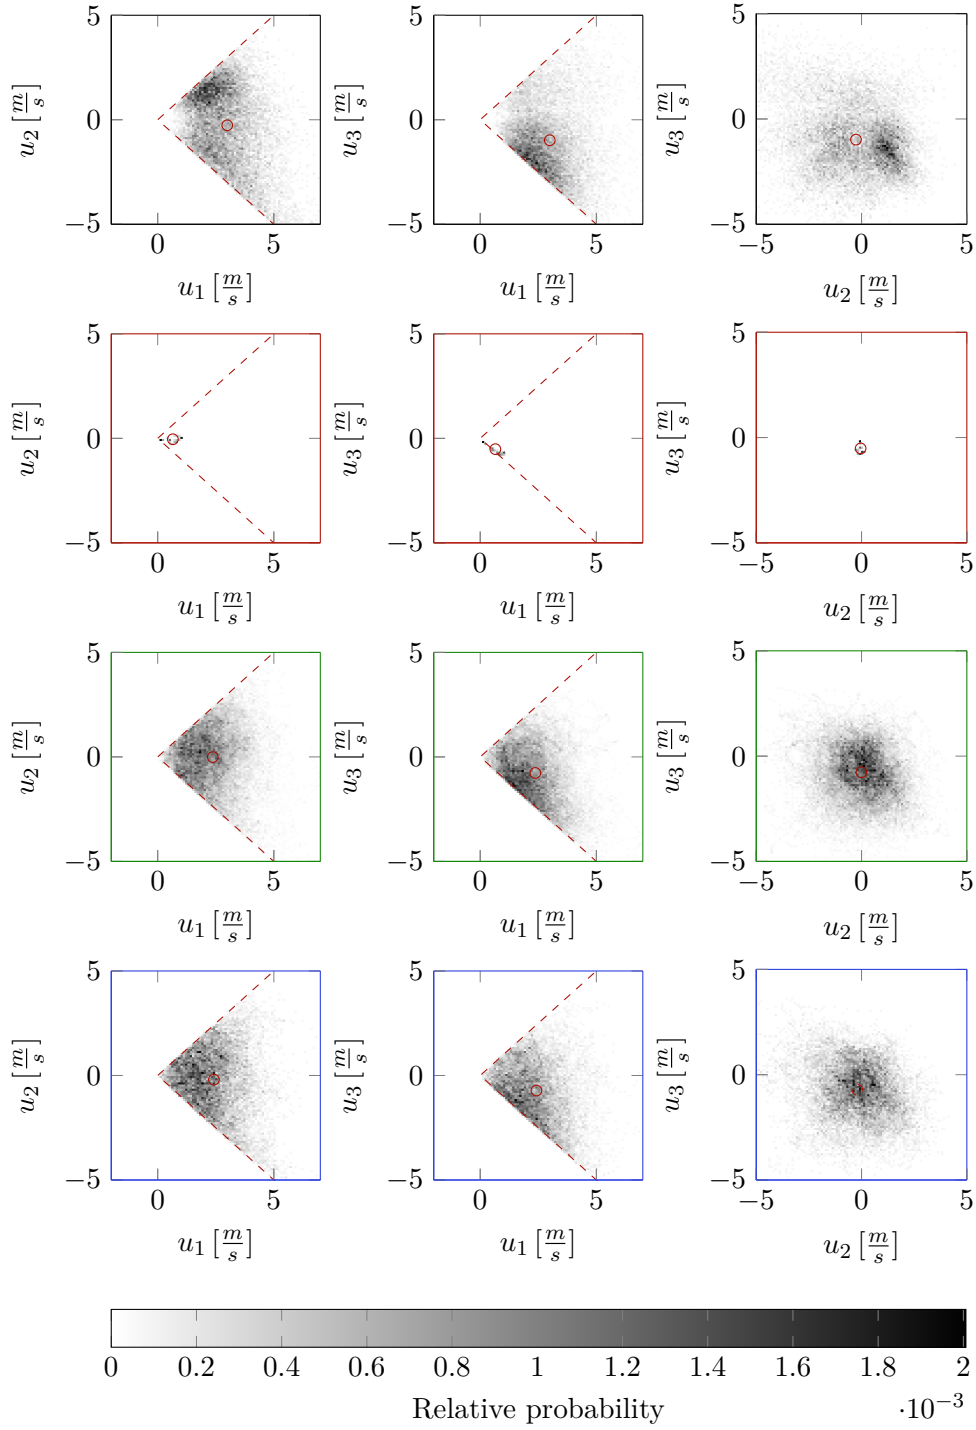 5 5 5
u₂ [m/s] 0 u₃ [m/s] 0 u₃ [m/s] 0
−5 −5 −5
0 5 0 5 −5 0 5
u₁ [m/s] u₁ [m/s] u₂ [m/s]
5 5 5
u₂ [m/s] 0 u₃ [m/s] 0 u₃ [m/s] 0
−5 −5 −5
0 5 0 5 0 5
u₁ [m/s] u₁ [m/s] u₂ [m/s]
5 5 5
u₂ [m/s] 0 u₃ [m/s] 0 u₃ [m/s] 0
−5 −5 −5
0 5 0 5 −5 0 5
u₁ [m/s] u₁ [m/s] u₂ [m/s]
5 5 5
u₂ [m/s] 0 u₃ [m/s] 0 u₃ [m/s] 0
−5 −5 −5
0 5 0 5 −5 0 5
u₁ [m/s] u₁ [m/s] u₂ [m/s]
0 0.2 0.4 0.6 0.8 1 1.2 1.4 1.6 1.8 2
Relative probability ·10⁻³